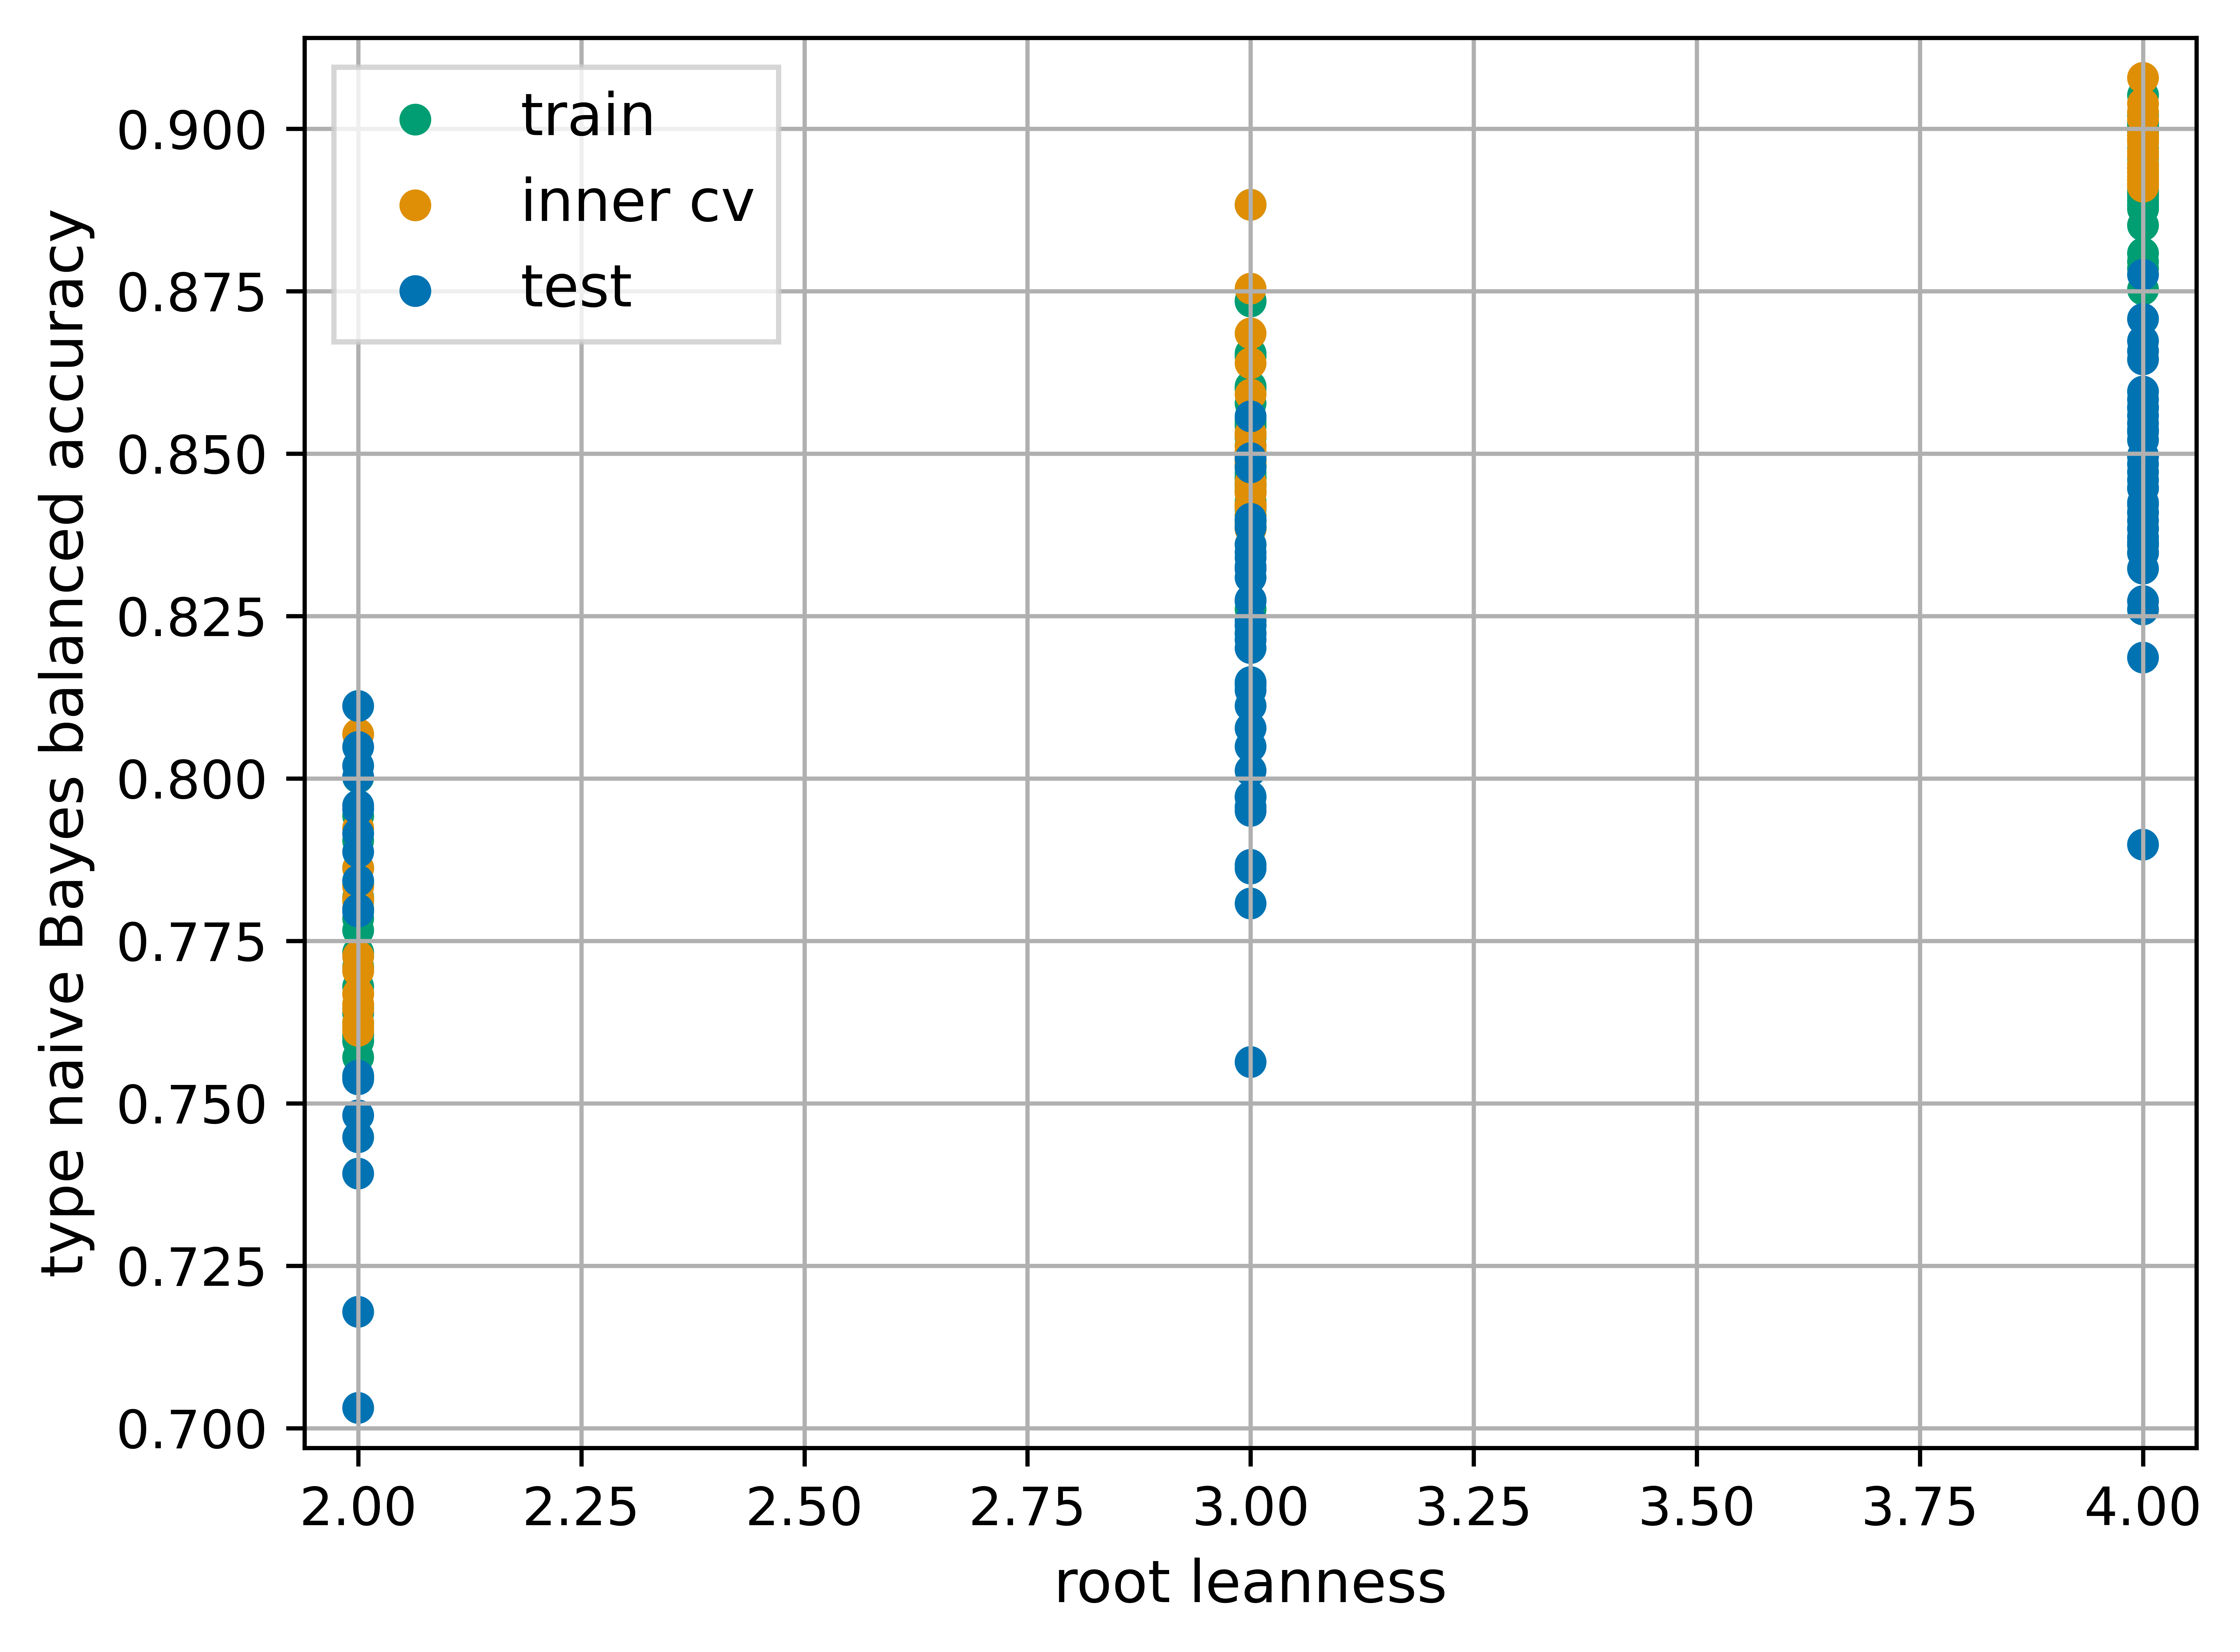 train
inner cv
test
type naive Bayes balanced accuracy
0.900
0.875
0.850
0.825
0.800
0.775
0.750
0.725
0.700
2.00 2.25 2.50 2.75 3.00 3.25 3.50 3.75 4.00
root leanness